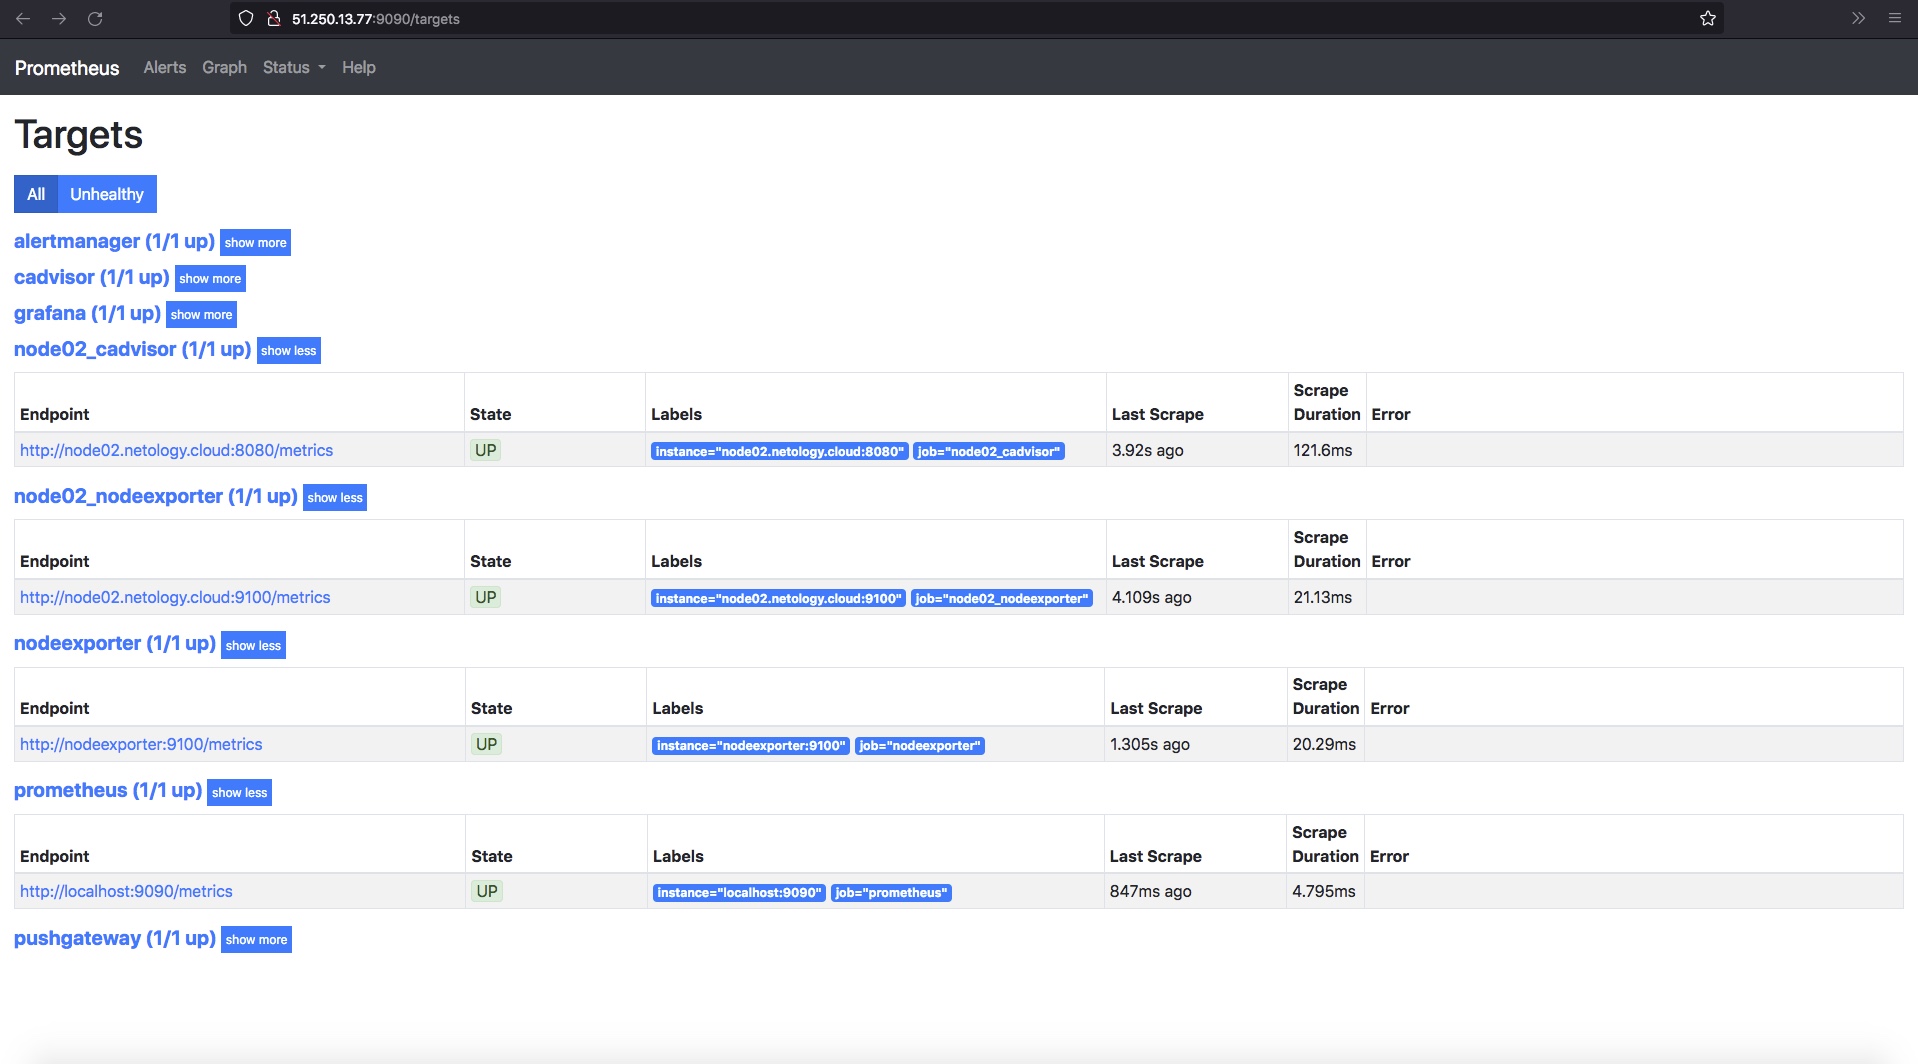 51.250.13.77:9090/targets
Prometheus Alerts Graph Status Help
Targets
All Unhealthy
alertmanager (1/1 up) show more
cadvisor (1/1 up) show more
grafana (1/1 up) show more
node02_cadvisor (1/1 up) show less
Endpoint State Labels Last Scrape Scrape Duration Error
http://node02.netology.cloud:8080/metrics UP instance="node02.netology.cloud:8080" job="node02_cadvisor" 3.92s ago 121.6ms
node02_nodeexporter (1/1 up) show less
Endpoint State Labels Last Scrape Scrape Duration Error
http://node02.netology.cloud:9100/metrics UP instance="node02.netology.cloud:9100" job="node02_nodeexporter" 4.109s ago 21.13ms
nodeexporter (1/1 up) show less
Endpoint State Labels Last Scrape Scrape Duration Error
http://nodeexporter:9100/metrics UP instance="nodeexporter:9100" job="nodeexporter" 1.305s ago 20.29ms
prometheus (1/1 up) show less
Endpoint State Labels Last Scrape Scrape Duration Error
http://localhost:9090/metrics UP instance="localhost:9090" job="prometheus" 847ms ago 4.795ms
pushgateway (1/1 up) show more